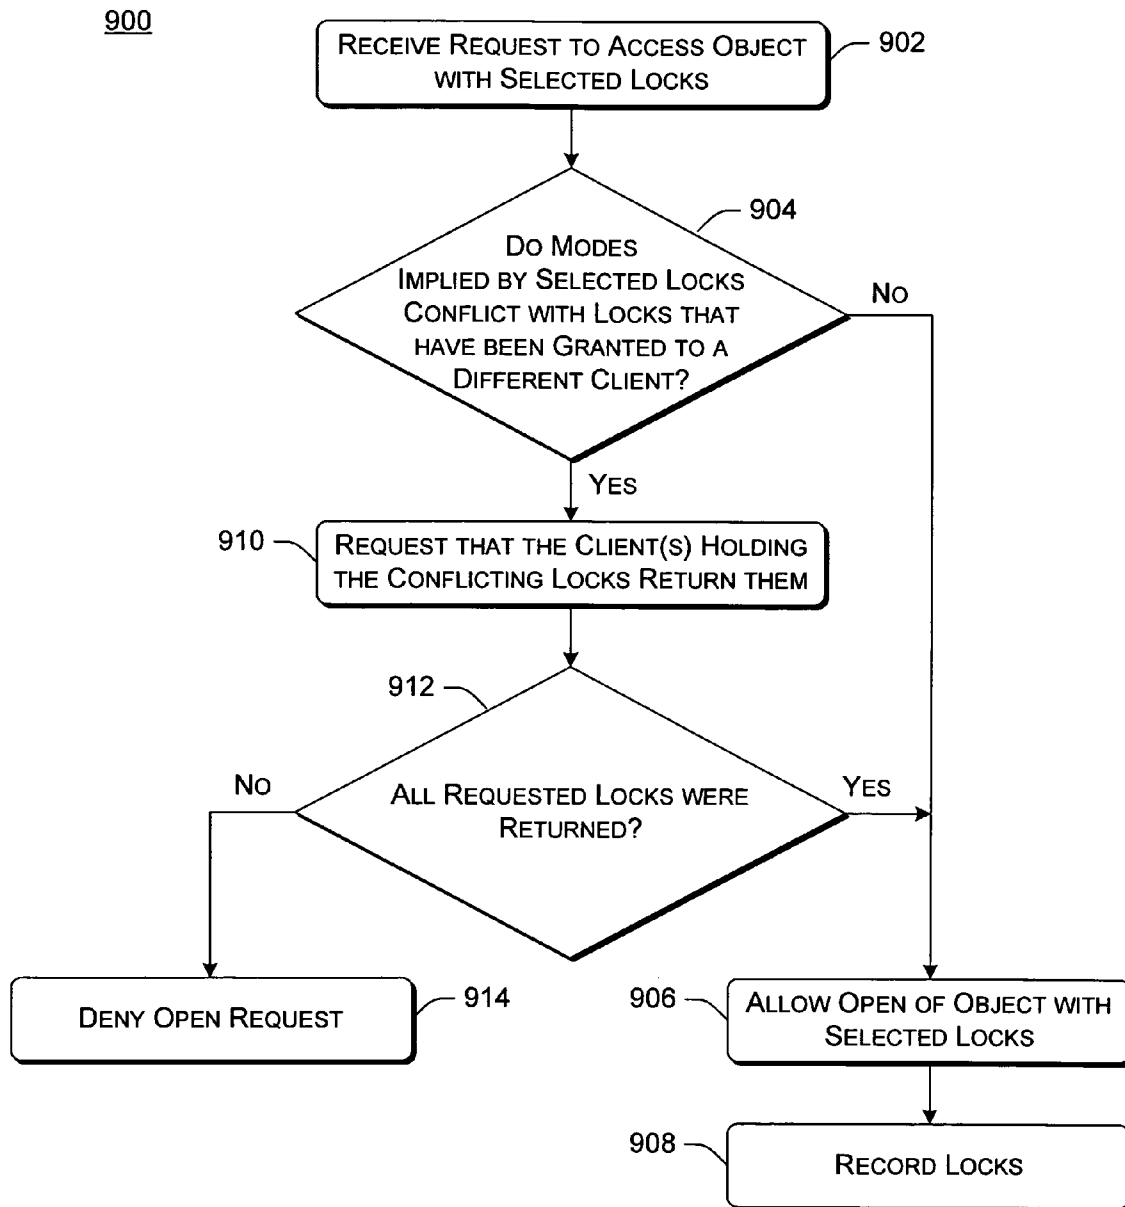 900
RECEIVE REQUEST TO ACCESS OBJECT
WITH SELECTED LOCKS
902
904
DO MODES
IMPLIED BY SELECTED LOCKS
CONFLICT WITH LOCKS THAT
HAVE BEEN GRANTED TO A
DIFFERENT CLIENT?
NO
YES
910
REQUEST THAT THE CLIENT(S) HOLDING
THE CONFLICTING LOCKS RETURN THEM
912
NO
ALL REQUESTED LOCKS WERE
RETURNED?
YES
DENY OPEN REQUEST
914
906
ALLOW OPEN OF OBJECT WITH
SELECTED LOCKS
908
RECORD LOCKS